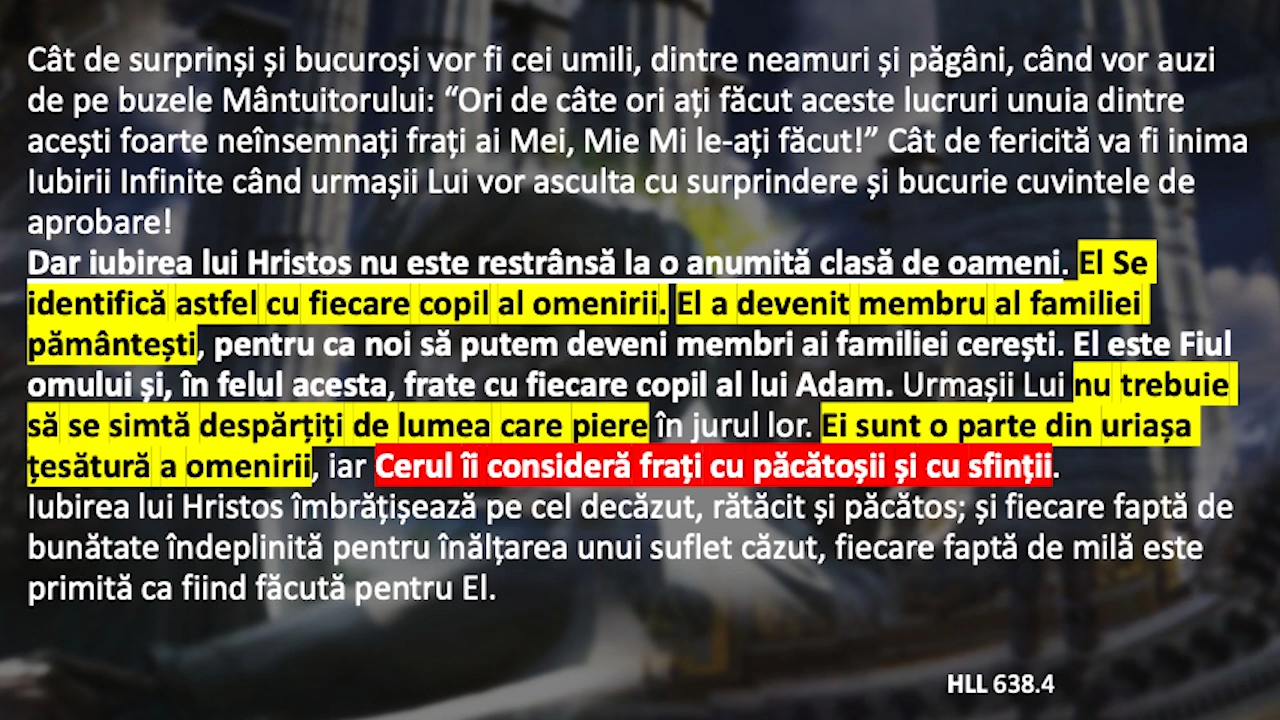 Cât de surprinși și bucuroși vor fi cei umili, dintre neamuri și păgâni, când vor auzi
de pe buzele Mântuitorului: “Ori de câte ori ați făcut aceste lucruri unuia dintre
acești foarte neînsemnați frați ai Mei, Mie Mi le-ați făcut!” Cât de fericită va fi inima
Iubirii Infinite când urmașii Lui vor asculta cu surprindere și bucurie cuvintele de
aprobare!
Dar iubirea lui Hristos nu este restrânsă la o anumită clasă de oameni. El Se
identifică astfel cu fiecare copil al omenirii. El a devenit membru al familiei
pământești, pentru ca noi să putem deveni membri ai familiei cerești. El este Fiul
omului și, în felul acesta, frate cu fiecare copil al lui Adam. Urmașii Lui nu trebuie
să se simtă despărțiți de lumea care piere în jurul lor. Ei sunt o parte din uriașa
țesătură a omenirii, iar Cerul îi consideră frați cu păcătoșii și cu sfinții.
Iubirea lui Hristos îmbrățișează pe cel decăzut, rătăcit și păcătos; și fiecare faptă de
bunătate îndeplinită pentru înălțarea unui suflet căzut, fiecare faptă de milă este
primită ca fiind făcută pentru El.
HLL 638.4